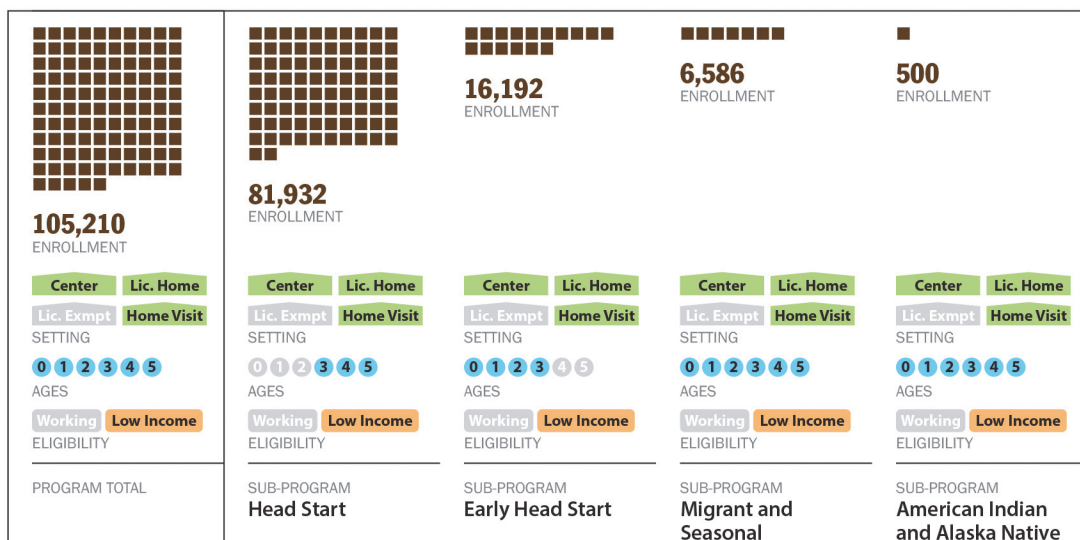 105,210
ENROLLMENT
Center Lic. Home
Lic. Exmpt Home Visit
SETTING
0 1 2 3 4 5
AGES
Working Low Income
ELIGIBILITY
PROGRAM TOTAL
81,932
ENROLLMENT
Center Lic. Home
Lic. Exmpt Home Visit
SETTING
0 1 2 3 4 5
AGES
Working Low Income
ELIGIBILITY
SUB-PROGRAM
Head Start
16,192
ENROLLMENT
Center Lic. Home
Lic. Exmpt Home Visit
SETTING
0 1 2 3 4 5
AGES
Working Low Income
ELIGIBILITY
SUB-PROGRAM
Early Head Start
6,586
ENROLLMENT
Center Lic. Home
Lic. Exmpt Home Visit
SETTING
0 1 2 3 4 5
AGES
Working Low Income
ELIGIBILITY
SUB-PROGRAM
Migrant and
Seasonal
500
ENROLLMENT
Center Lic. Home
Lic. Exmpt Home Visit
SETTING
0 1 2 3 4 5
AGES
Working Low Income
ELIGIBILITY
SUB-PROGRAM
American Indian
and Alaska Native